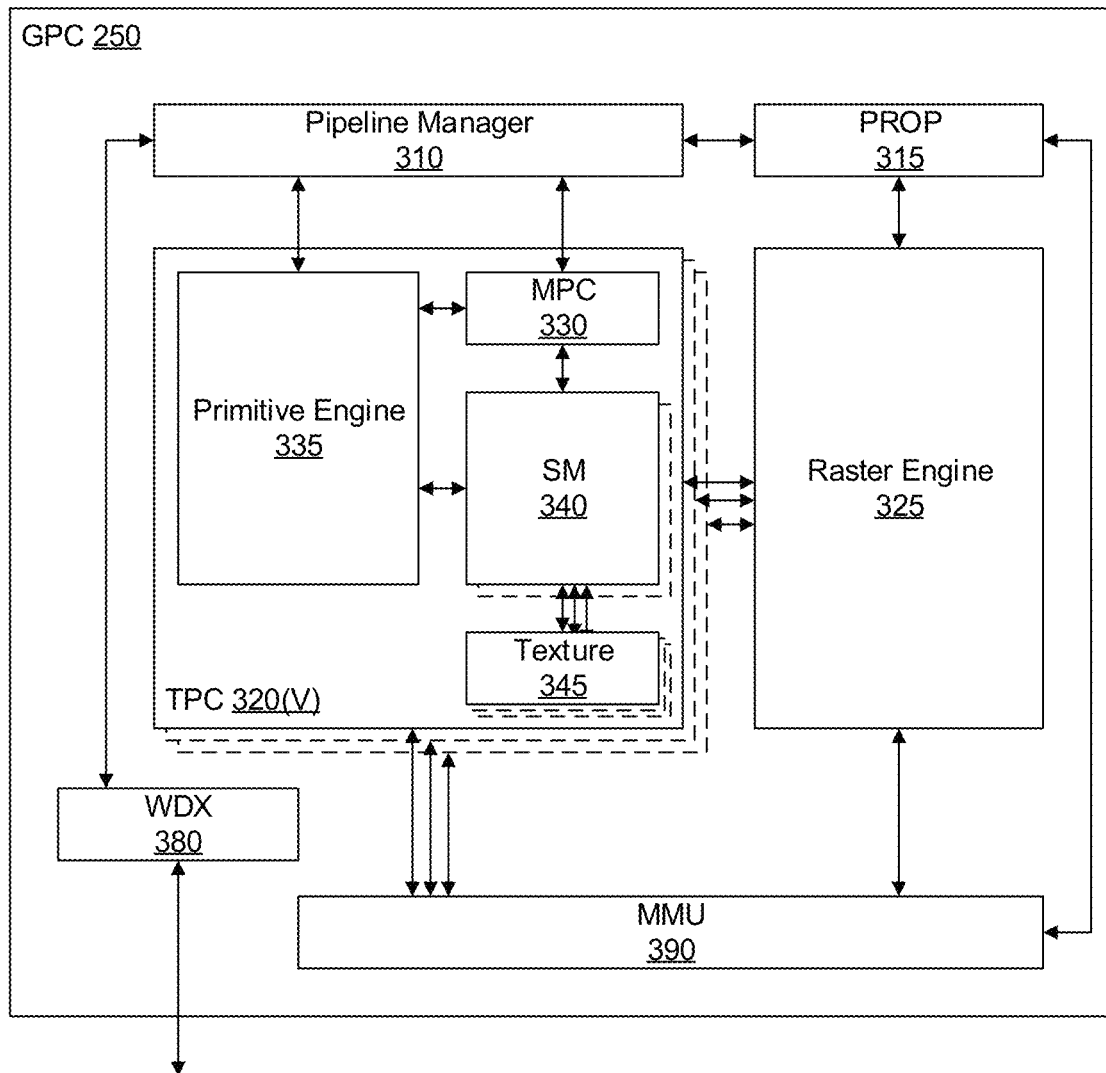 GPC 250
Pipeline Manager
310
PROP
315
MPC
330
Primitive Engine
335
SM
340
Raster Engine
325
Texture
345
TPC 320(V)
WDX
380
MMU
390